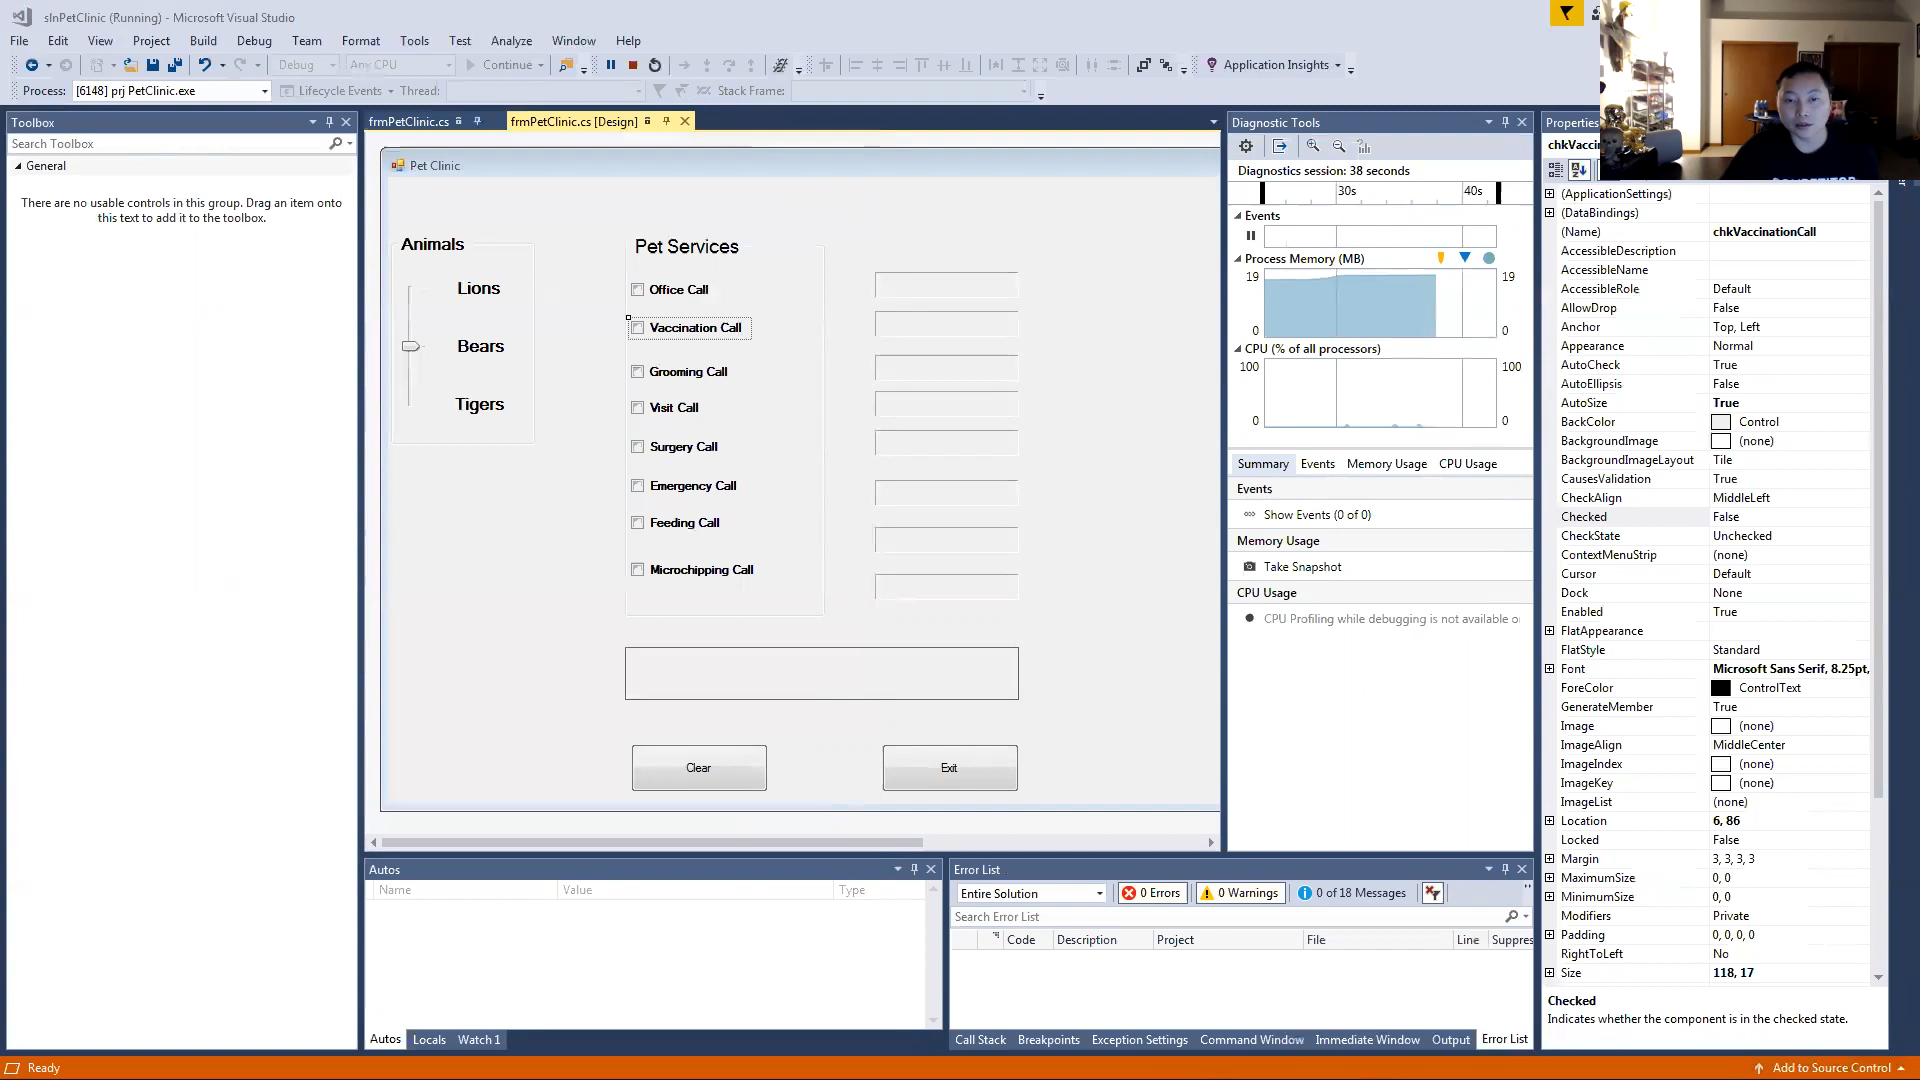 slnPetClinic (Running) - Microsoft Visual Studio
File Edit View Project Build Debug Team Format Tools Test Analyze Window Help
Debug Any CPU Continue Application Insights
Process: [6148] prj PetClinic.exe Lifecycle Events Thread: Stack Frame:
Toolbox
Search Toolbox
General
There are no usable controls in this group. Drag an item onto
this text to add it to the toolbox.
frmPetClinic.cs frmPetClinic.cs [Design]
Pet Clinic
Animals
Lions
Bears
Tigers
Pet Services
Office Call
Vaccination Call
Grooming Call
Visit Call
Surgery Call
Emergency Call
Feeding Call
Microchipping Call
Clear Exit
Autos
Name Value Type
Autos Locals Watch 1
Diagnostic Tools
Diagnostics session: 38 seconds
30s 40s
Events
Process Memory (MB)
19 19
0 0
CPU (% of all processors)
100 100
0 0
Summary Events Memory Usage CPU Usage
Events
Show Events (0 of 0)
Memory Usage
Take Snapshot
CPU Usage
CPU Profiling while debugging is not available o
Error List
Entire Solution 0 Errors 0 Warnings 0 of 18 Messages
Search Error List
Code Description Project File Line Suppres
Call Stack Breakpoints Exception Settings Command Window Immediate Window Output Error List
Properties
chkVaccin
(ApplicationSettings)
(DataBindings)
(Name) chkVaccinationCall
AccessibleDescription
AccessibleName
AccessibleRole Default
AllowDrop False
Anchor Top, Left
Appearance Normal
AutoCheck True
AutoEllipsis False
AutoSize True
BackColor Control
BackgroundImage (none)
BackgroundImageLayout Tile
CausesValidation True
CheckAlign MiddleLeft
Checked False
CheckState Unchecked
ContextMenuStrip (none)
Cursor Default
Dock None
Enabled True
FlatAppearance
FlatStyle Standard
Font Microsoft Sans Serif, 8.25pt,
ForeColor ControlText
GenerateMember True
Image (none)
ImageAlign MiddleCenter
ImageIndex (none)
ImageKey (none)
ImageList (none)
Location 6, 86
Locked False
Margin 3, 3, 3, 3
MaximumSize 0, 0
MinimumSize 0, 0
Modifiers Private
Padding 0, 0, 0, 0
RightToLeft No
Size 118, 17
Checked
Indicates whether the component is in the checked state.
Ready Add to Source Control